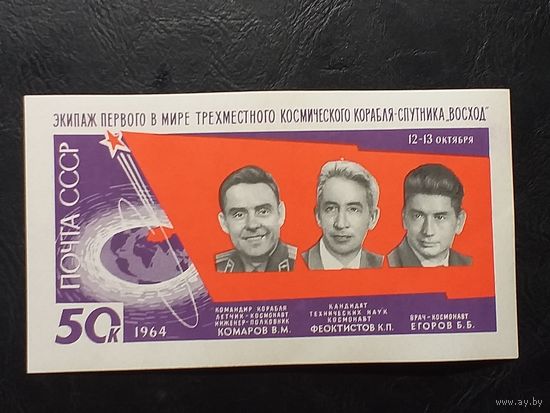 ЭКИПАЖ ПЕРВОГО В МИРЕ ТРЕХМЕСТНОГО КОСМИЧЕСКОГО КОРАБЛЯ-СПУТНИКА „ВОСХОД"
12-13 ОКТЯБРЯ
ПОЧТА СССР
50К
1964
КОМАНДИР КОРАБЛЯ
ЛЕТЧИК-КОСМОНАВТ
ИНЖЕНЕР-ПОЛКОВНИК
КОМАРОВ В.М.
КАНДИДАТ
ТЕХНИЧЕСКИХ НАУК
КОСМОНАВТ
ФЕОКТИСТОВ К.П.
ВРАЧ-КОСМОНАВТ
ЕГОРОВ Б.Б.
www.ay.by